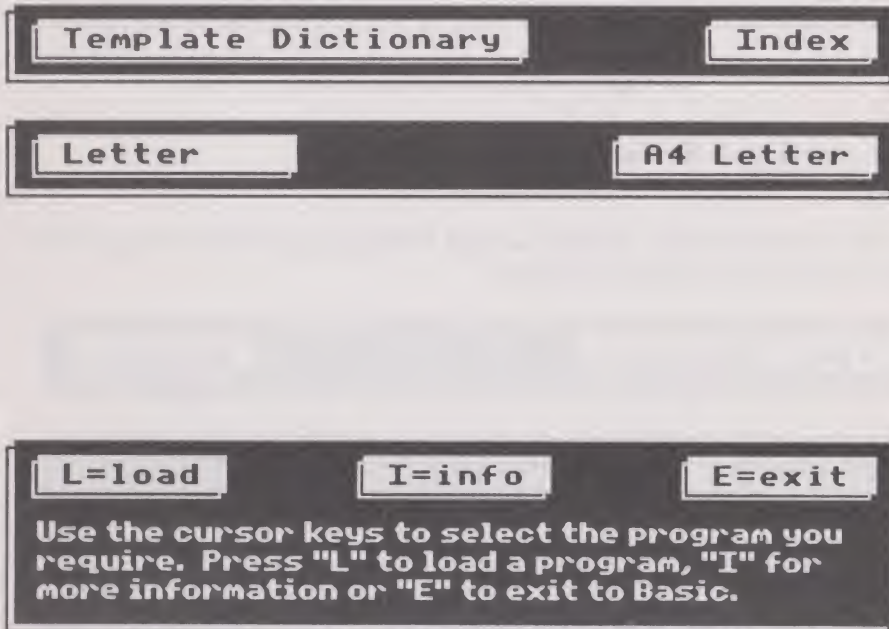 Template Dictionary Index
Letter A4 Letter
L=load I=info E=exit
Use the cursor keys to select the program you
require. Press "L" to load a program, "I" for
more information or "E" to exit to Basic.